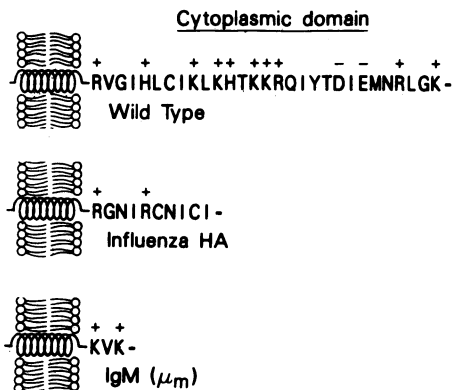 Cytoplasmic domain
+ + + ++ +++ − − + +
RVGIHLCIKLKHTKKRQIYTDIEMNRLGK-
Wild Type
+ +
RGNIRCNICI-
Influenza HA
+ +
KVK-
IgM (μm)